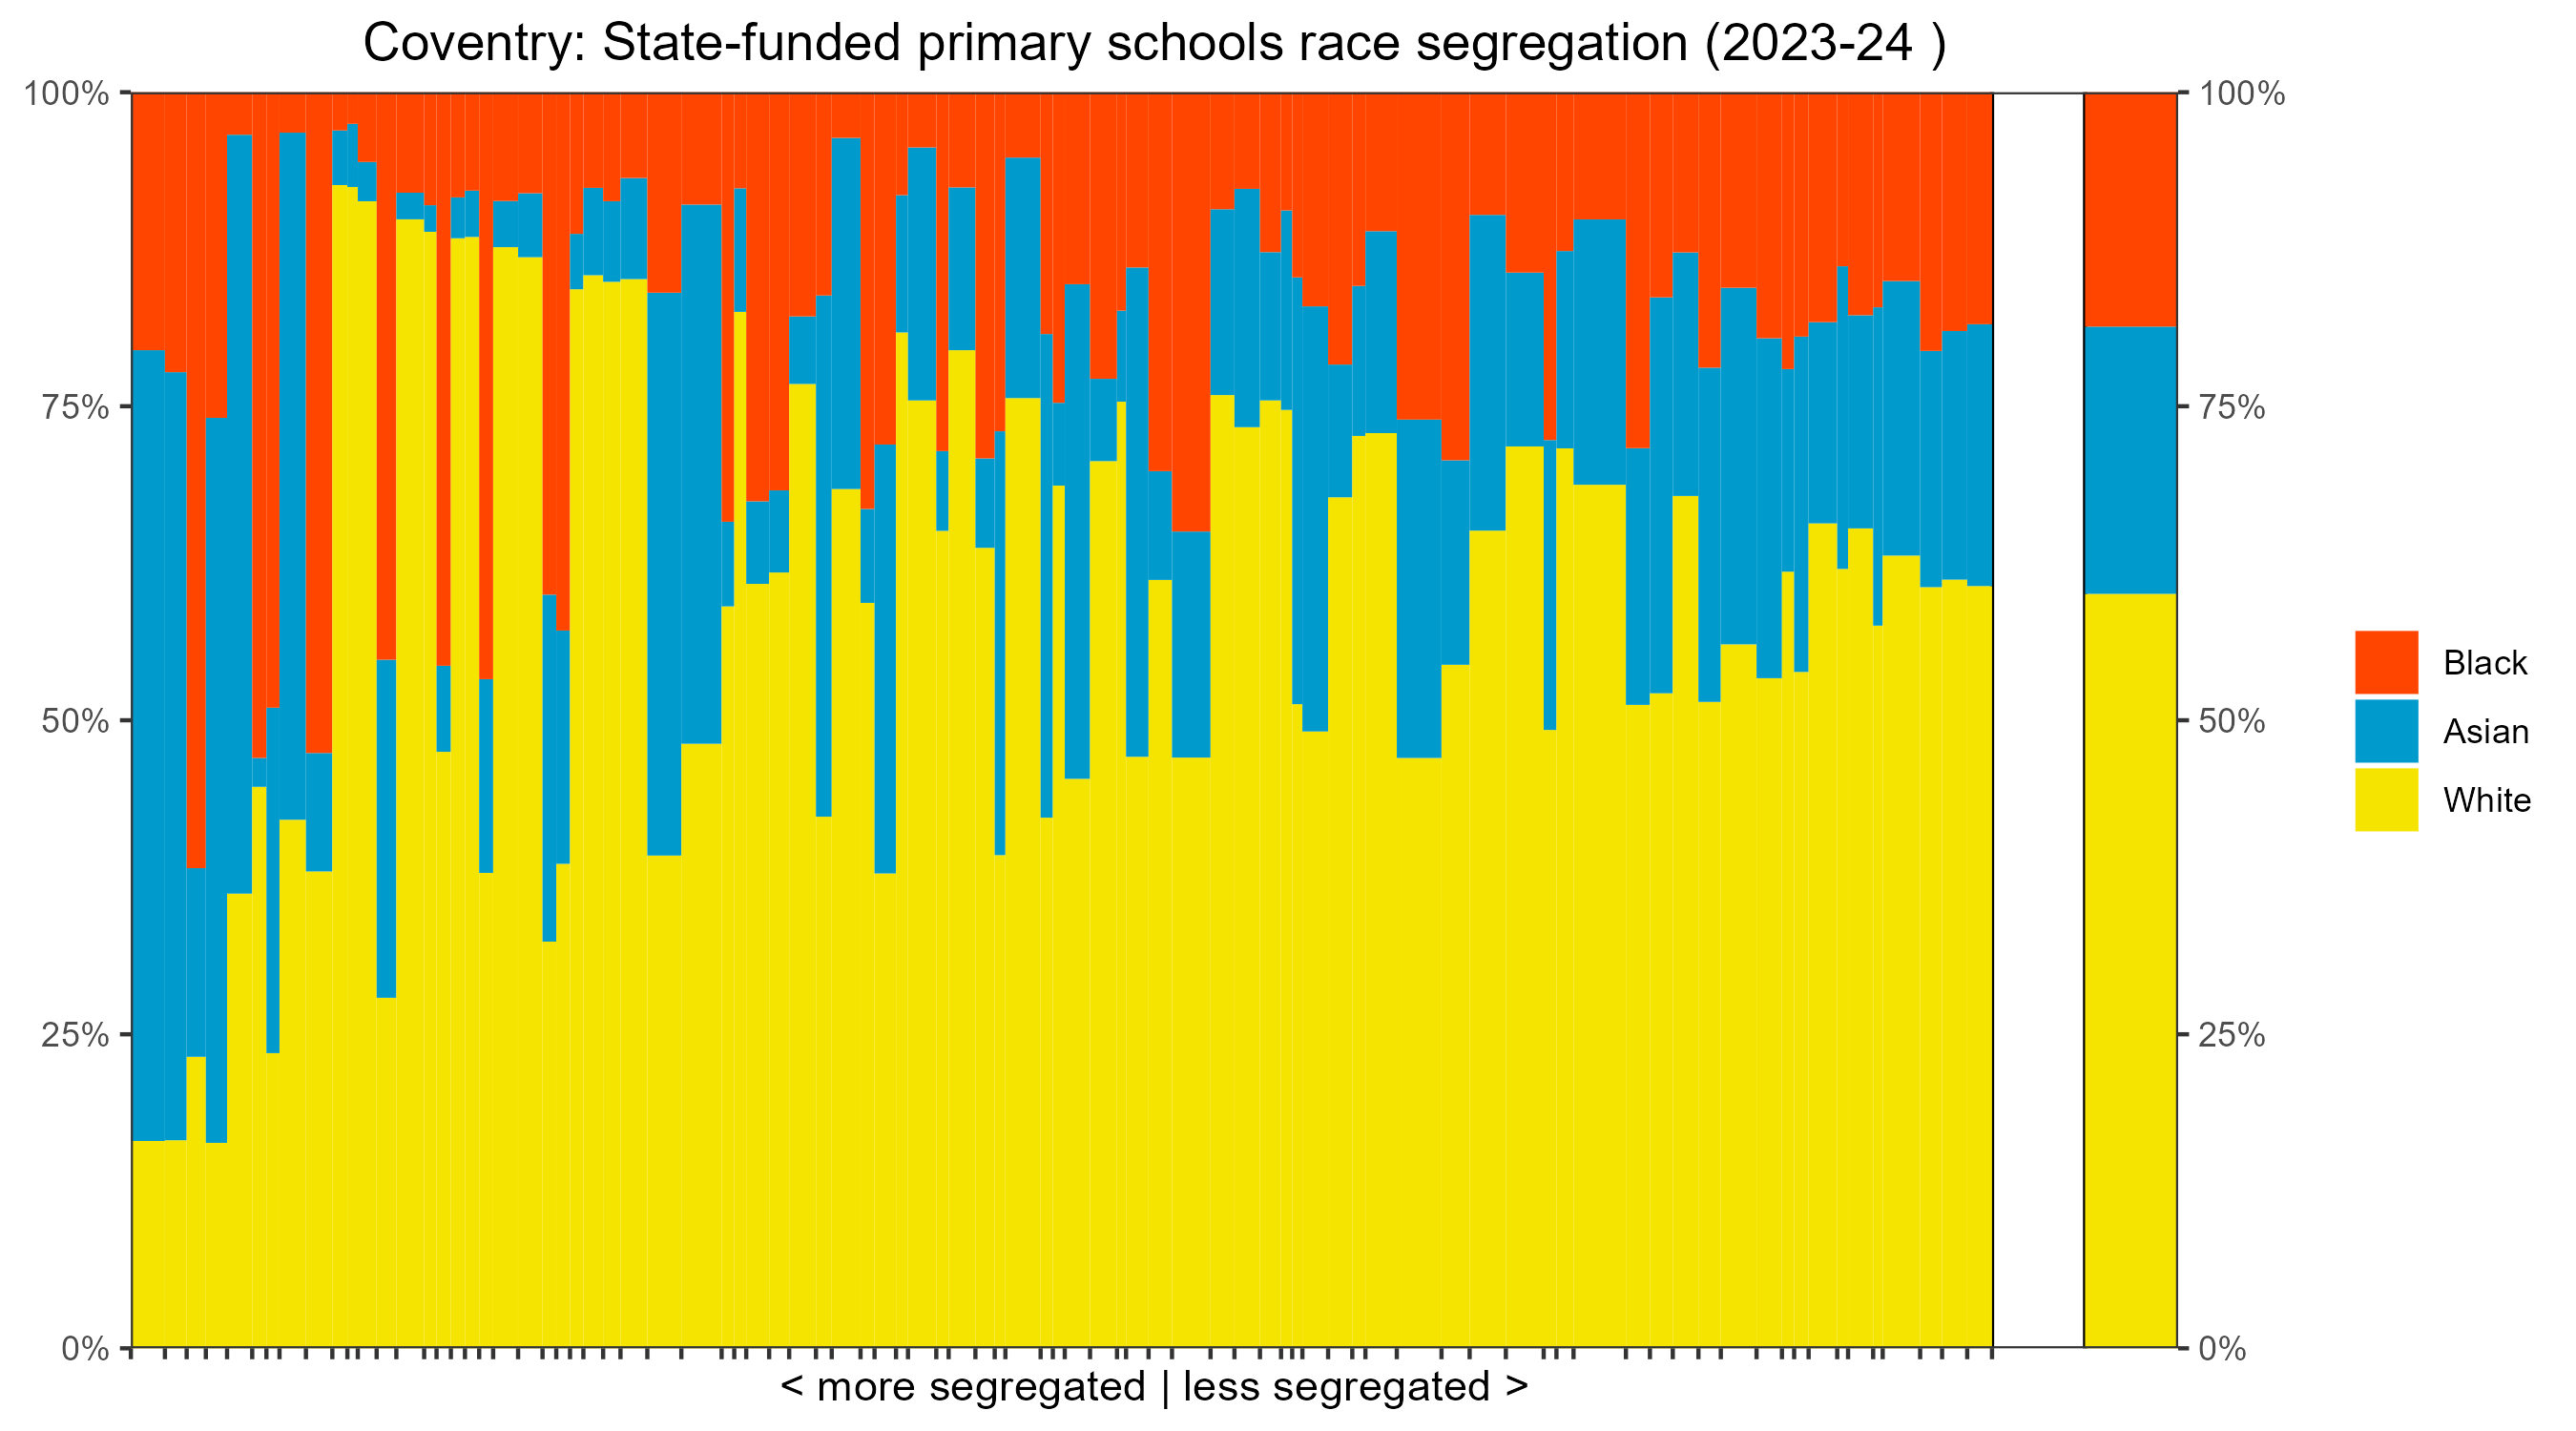 Coventry: State-funded primary schools race segregation (2023-24 )
100%
75%
50%
25%
0%
100%
75%
50%
25%
0%
Black
Asian
White
< more segregated | less segregated >